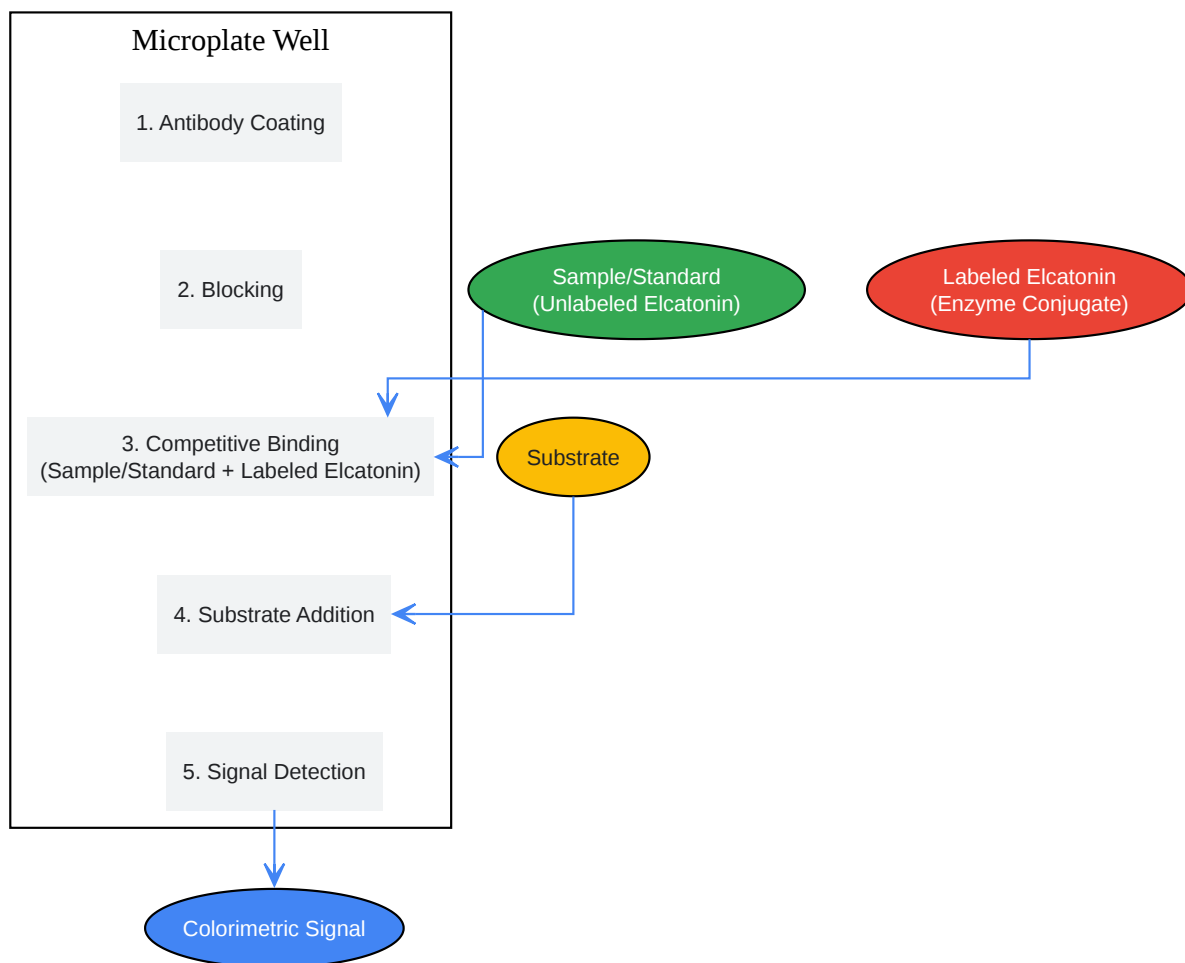 Microplate Well
1. Antibody Coating
2. Blocking
Sample/Standard
(Unlabeled Elcatonin)
Labeled Elcatonin
(Enzyme Conjugate)
3. Competitive Binding
(Sample/Standard + Labeled Elcatonin)
Substrate
4. Substrate Addition
5. Signal Detection
Colorimetric Signal